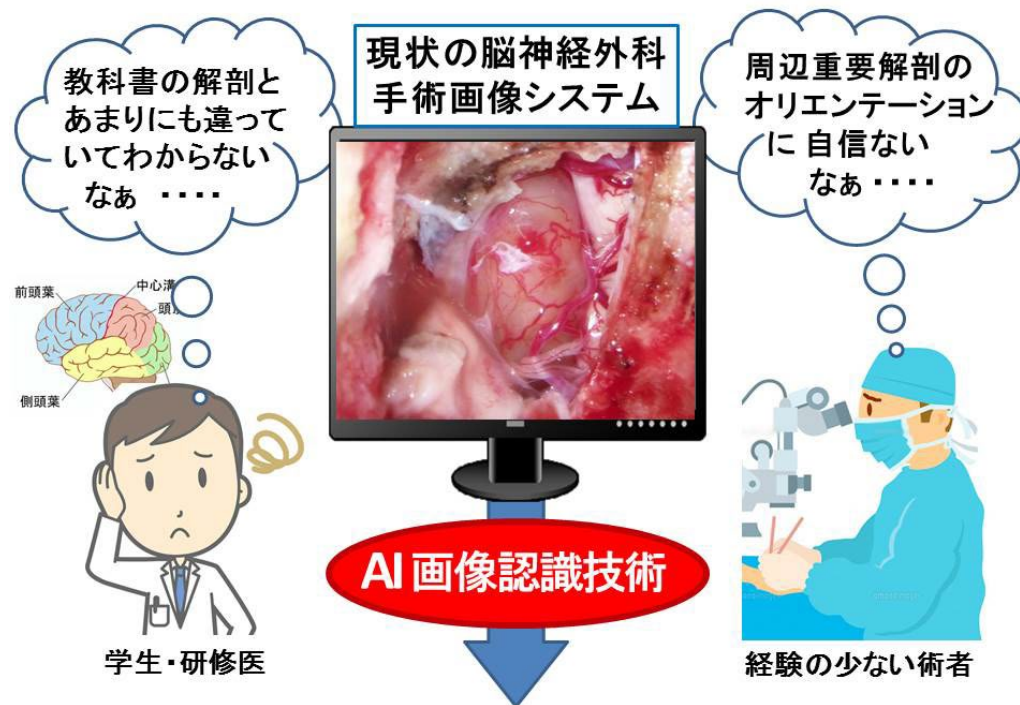 現状の脳神経外科
手術画像システム
教科書の解剖と
あまりにも違って
いてわからない
なぁ ・・・・
周辺重要解剖の
オリエンテーション
に 自信ない
なぁ・・・・
前頭葉
中心溝
側頭葉
AI画像認識技術
学生・研修医
経験の少ない術者